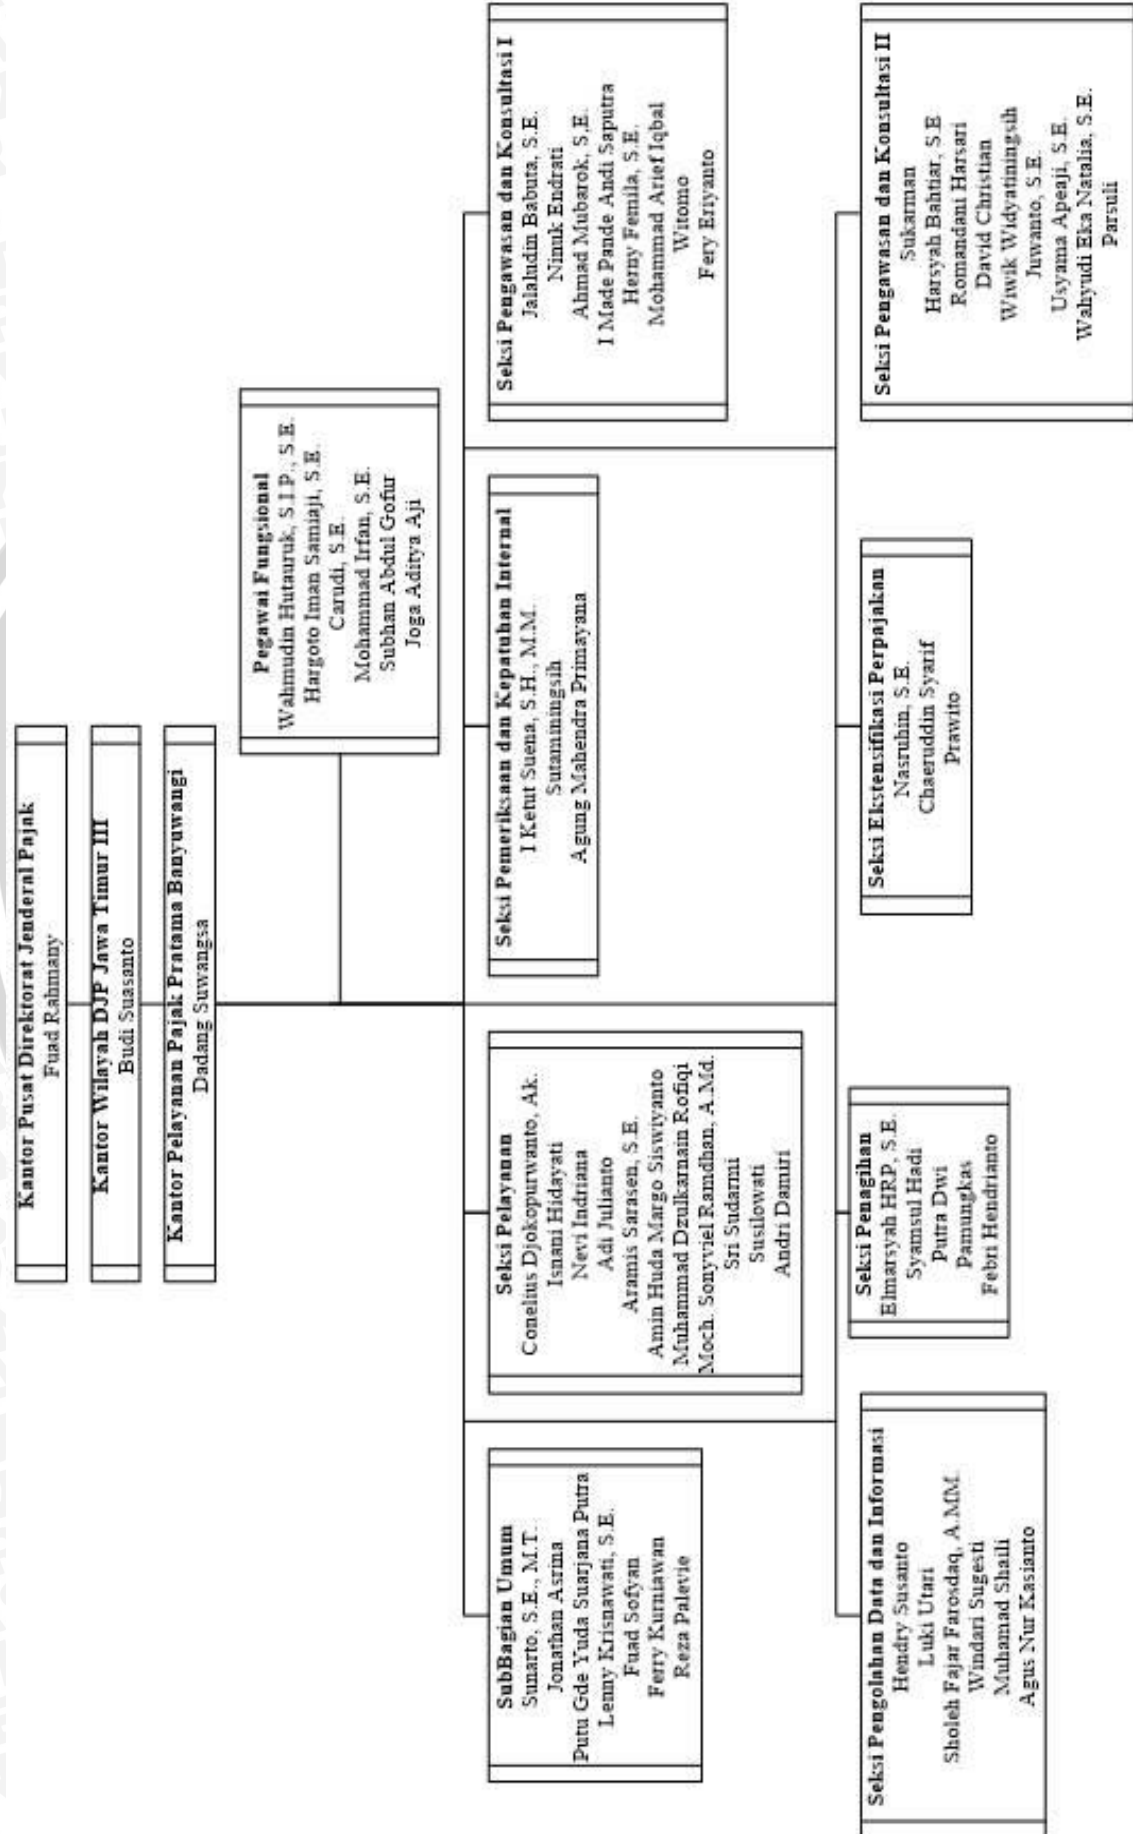 Kantor Pusat Direktorat Jenderal Pajak
Fuad Rahmany
Kantor Wilayah DJP Jawa Timur III
Budi Suasanto
Kantor Pelayanan Pajak Pratama Banyuwangi
Dadang Suwangsa
Pegawai Fungsional
Wahmudin Hutauruk, S.I.P., S.E.
Hargoto Iman Samiaji, S.E.
Carudi, S.E.
Mohammad Irfan, S.E.
Subhan Abdul Gofur
Joga Aditya Aji
SubBagian Umum
Sunarto, S.E., M.T.
Jonathan Asrina
Putu Gde Yuda Suarjana Putra
Lenny Krisnawati, S.E.
Fuad Sofyan
Ferry Kurniawan
Reza Palevie
Seksi Pelayanan
Conelius Djokopurwanto, Ak.
Isnani Hidayati
Nevi Indriana
Adi Julianto
Aramis Sarasen, S.E.
Amin Huda Margo Siswiyanto
Muhammad Dzulkarnain Rofiqi
Moch. Sonyviel Ramdhan, A.Md.
Sri Sudarmi
Susilowati
Andri Damiri
Seksi Pemeriksaan dan Kepatuhan Internal
I Ketut Suena, S.H., M.M.
Sutamingsih
Agung Mahendra Primayana
Seksi Pengawasan dan Konsultasi I
Jalaludin Babuta, S.E.
Ninuk Endrati
Ahmad Mubarok, S.E.
I Made Pande Andi Saputra
Herny Femila, S.E.
Mohammad Arief Iqbal
Witomo
Fery Eriyanto
Seksi Pengolahan Data dan Informasi
Hendry Susanto
Luki Utari
Sholeh Fajar Farosdaq, A.MM.
Windari Sugesti
Muhamad Shaili
Agus Nur Kasianto
Seksi Penagihan
Elmarsyah HRP, S.E.
Syamsul Hadi
Putra Dwi
Pamungkas
Febri Hendrianto
Seksi Ekstensifikasi Perpajakan
Nasruhin, S.E.
Chaeruddin Syarif
Prawito
Seksi Pengawasan dan Konsultasi II
Sukarman
Harsyah Bahtiar, S.E
Romandani Harsari
David Christian
Wiwik Widyatiningsih
Juwanto, S.E.
Usyama Apeaji, S.E.
Wahyudi Eka Natalia, S.E.
Parsuli